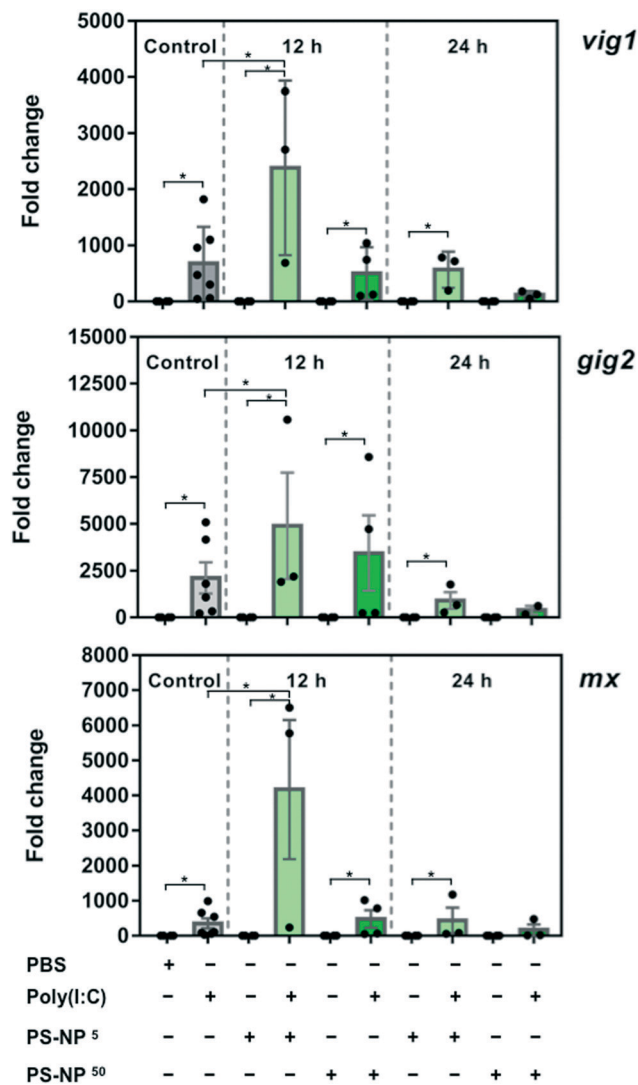 vig1
Control 12 h 24 h
5000
4000
3000
2000
1000
0
Fold change
* * * * *
gig2
Control 12 h 24 h
15000
12500
10000
7500
5000
2500
0
Fold change
* * * * *
mx
Control 12 h 24 h
8000
7000
6000
5000
4000
3000
2000
1000
0
Fold change
* * * * *
PBS + – – – – – – – – –
Poly(I:C) – + – + – + – + – +
PS-NP 5 – – + + – – + + – –
PS-NP 50 – – – – + + – – + +